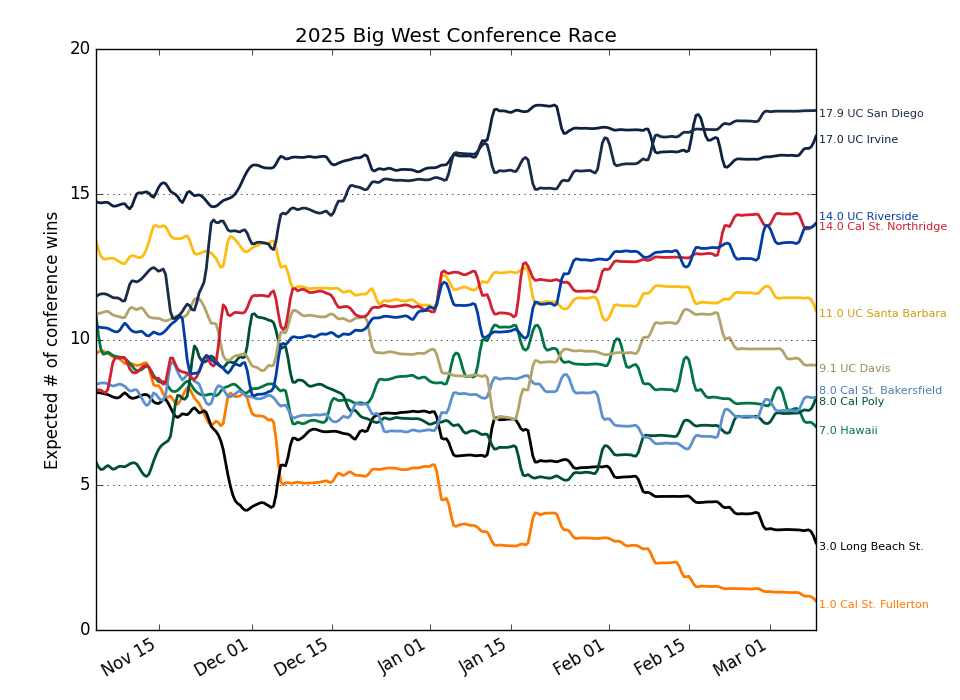 2025 Big West Conference Race
Expected # of conference wins
20
15
10
5
0
Nov 15
Dec 01
Dec 15
Jan 01
Jan 15
Feb 01
Feb 15
Mar 01
17.9 UC San Diego
17.0 UC Irvine
14.0 UC Riverside
14.0 Cal St. Northridge
11.0 UC Santa Barbara
9.1 UC Davis
8.0 Cal St. Bakersfield
8.0 Cal Poly
7.0 Hawaii
3.0 Long Beach St.
1.0 Cal St. Fullerton